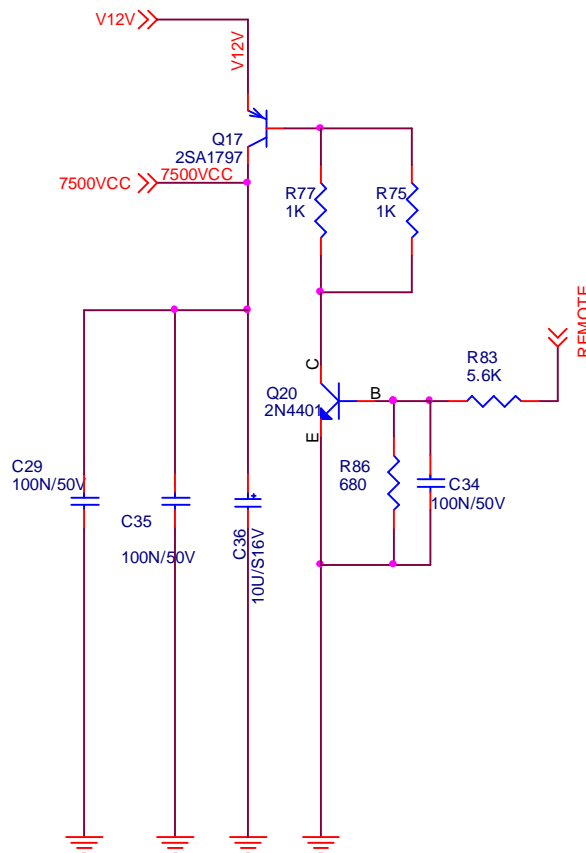 V12V
V12V
Q17
2SA1797
7500VCC
7500VCC
R77
1K
R75
1K
REMOTE
C
Q20
2N4401
B
E
R83
5.6K
R86
680
C34
100N/50V
C29
100N/50V
C35
100N/50V
C36
10U/S16V